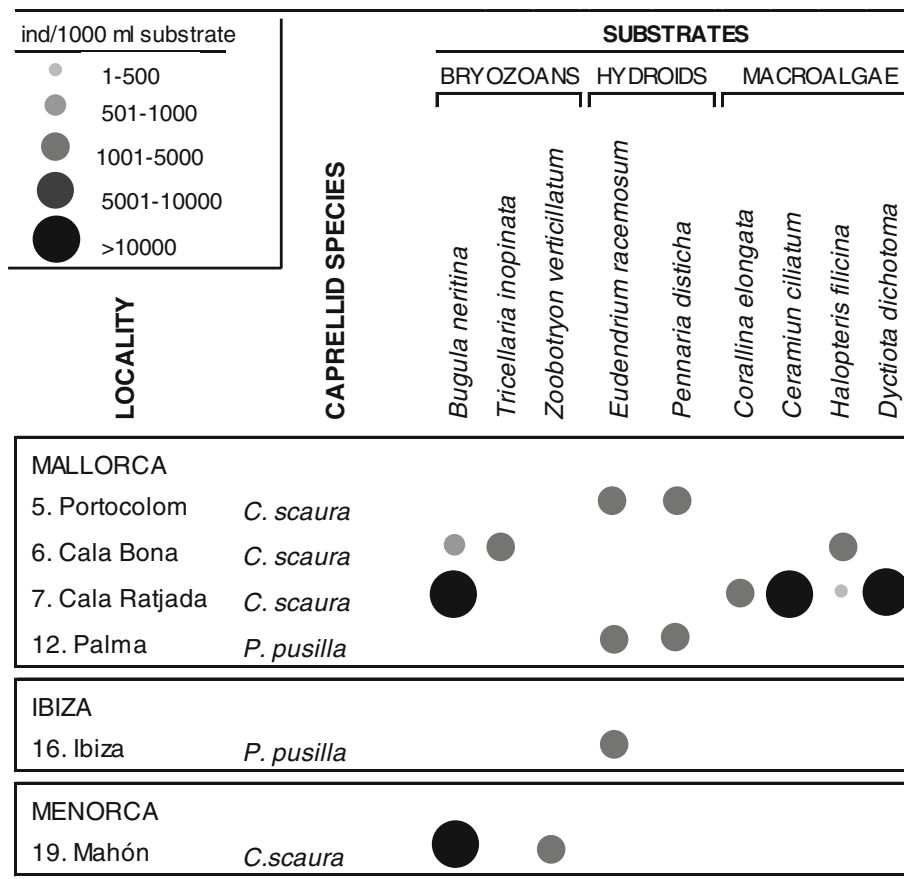 ind/1000 ml substrate
1-500
501-1000
1001-5000
5001-10000
>10000
LOCALITY
CAPRELLID SPECIES
SUBSTRATES
BRYOZOANS HYDROIDS MACROALGAE
Bugula neritina
Tricellaria inopinata
Zoobotryon verticillatum
Eudendrium racemosum
Pennaria disticha
Corallina elongata
Ceramiun ciliatum
Halopteris filicina
Dyctiota dichotoma
MALLORCA
5. Portocolom C. scaura
6. Cala Bona C. scaura
7. Cala Ratjada C. scaura
12. Palma P. pusilla
IBIZA
16. Ibiza P. pusilla
MENORCA
19. Mahón C.scaura